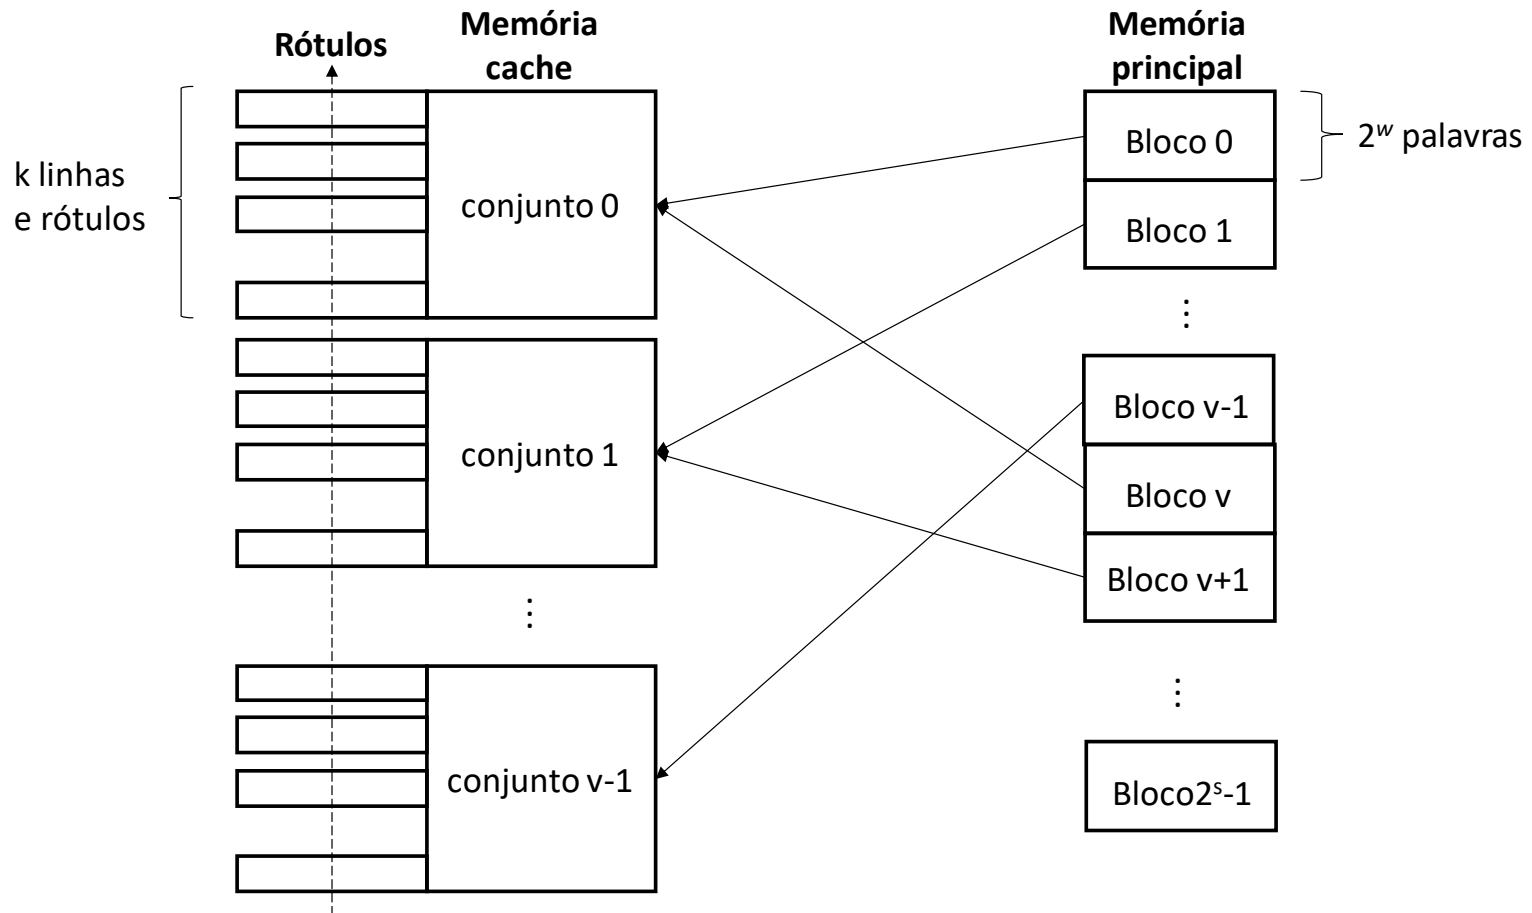 Rótulos
Memória
cache
Memória
principal
k linhas
e rótulos
conjunto 0
conjunto 1
⋮
conjunto v-1
Bloco 0
2ʷ palavras
Bloco 1
⋮
Bloco v-1
Bloco v
Bloco v+1
⋮
Bloco2ˢ-1